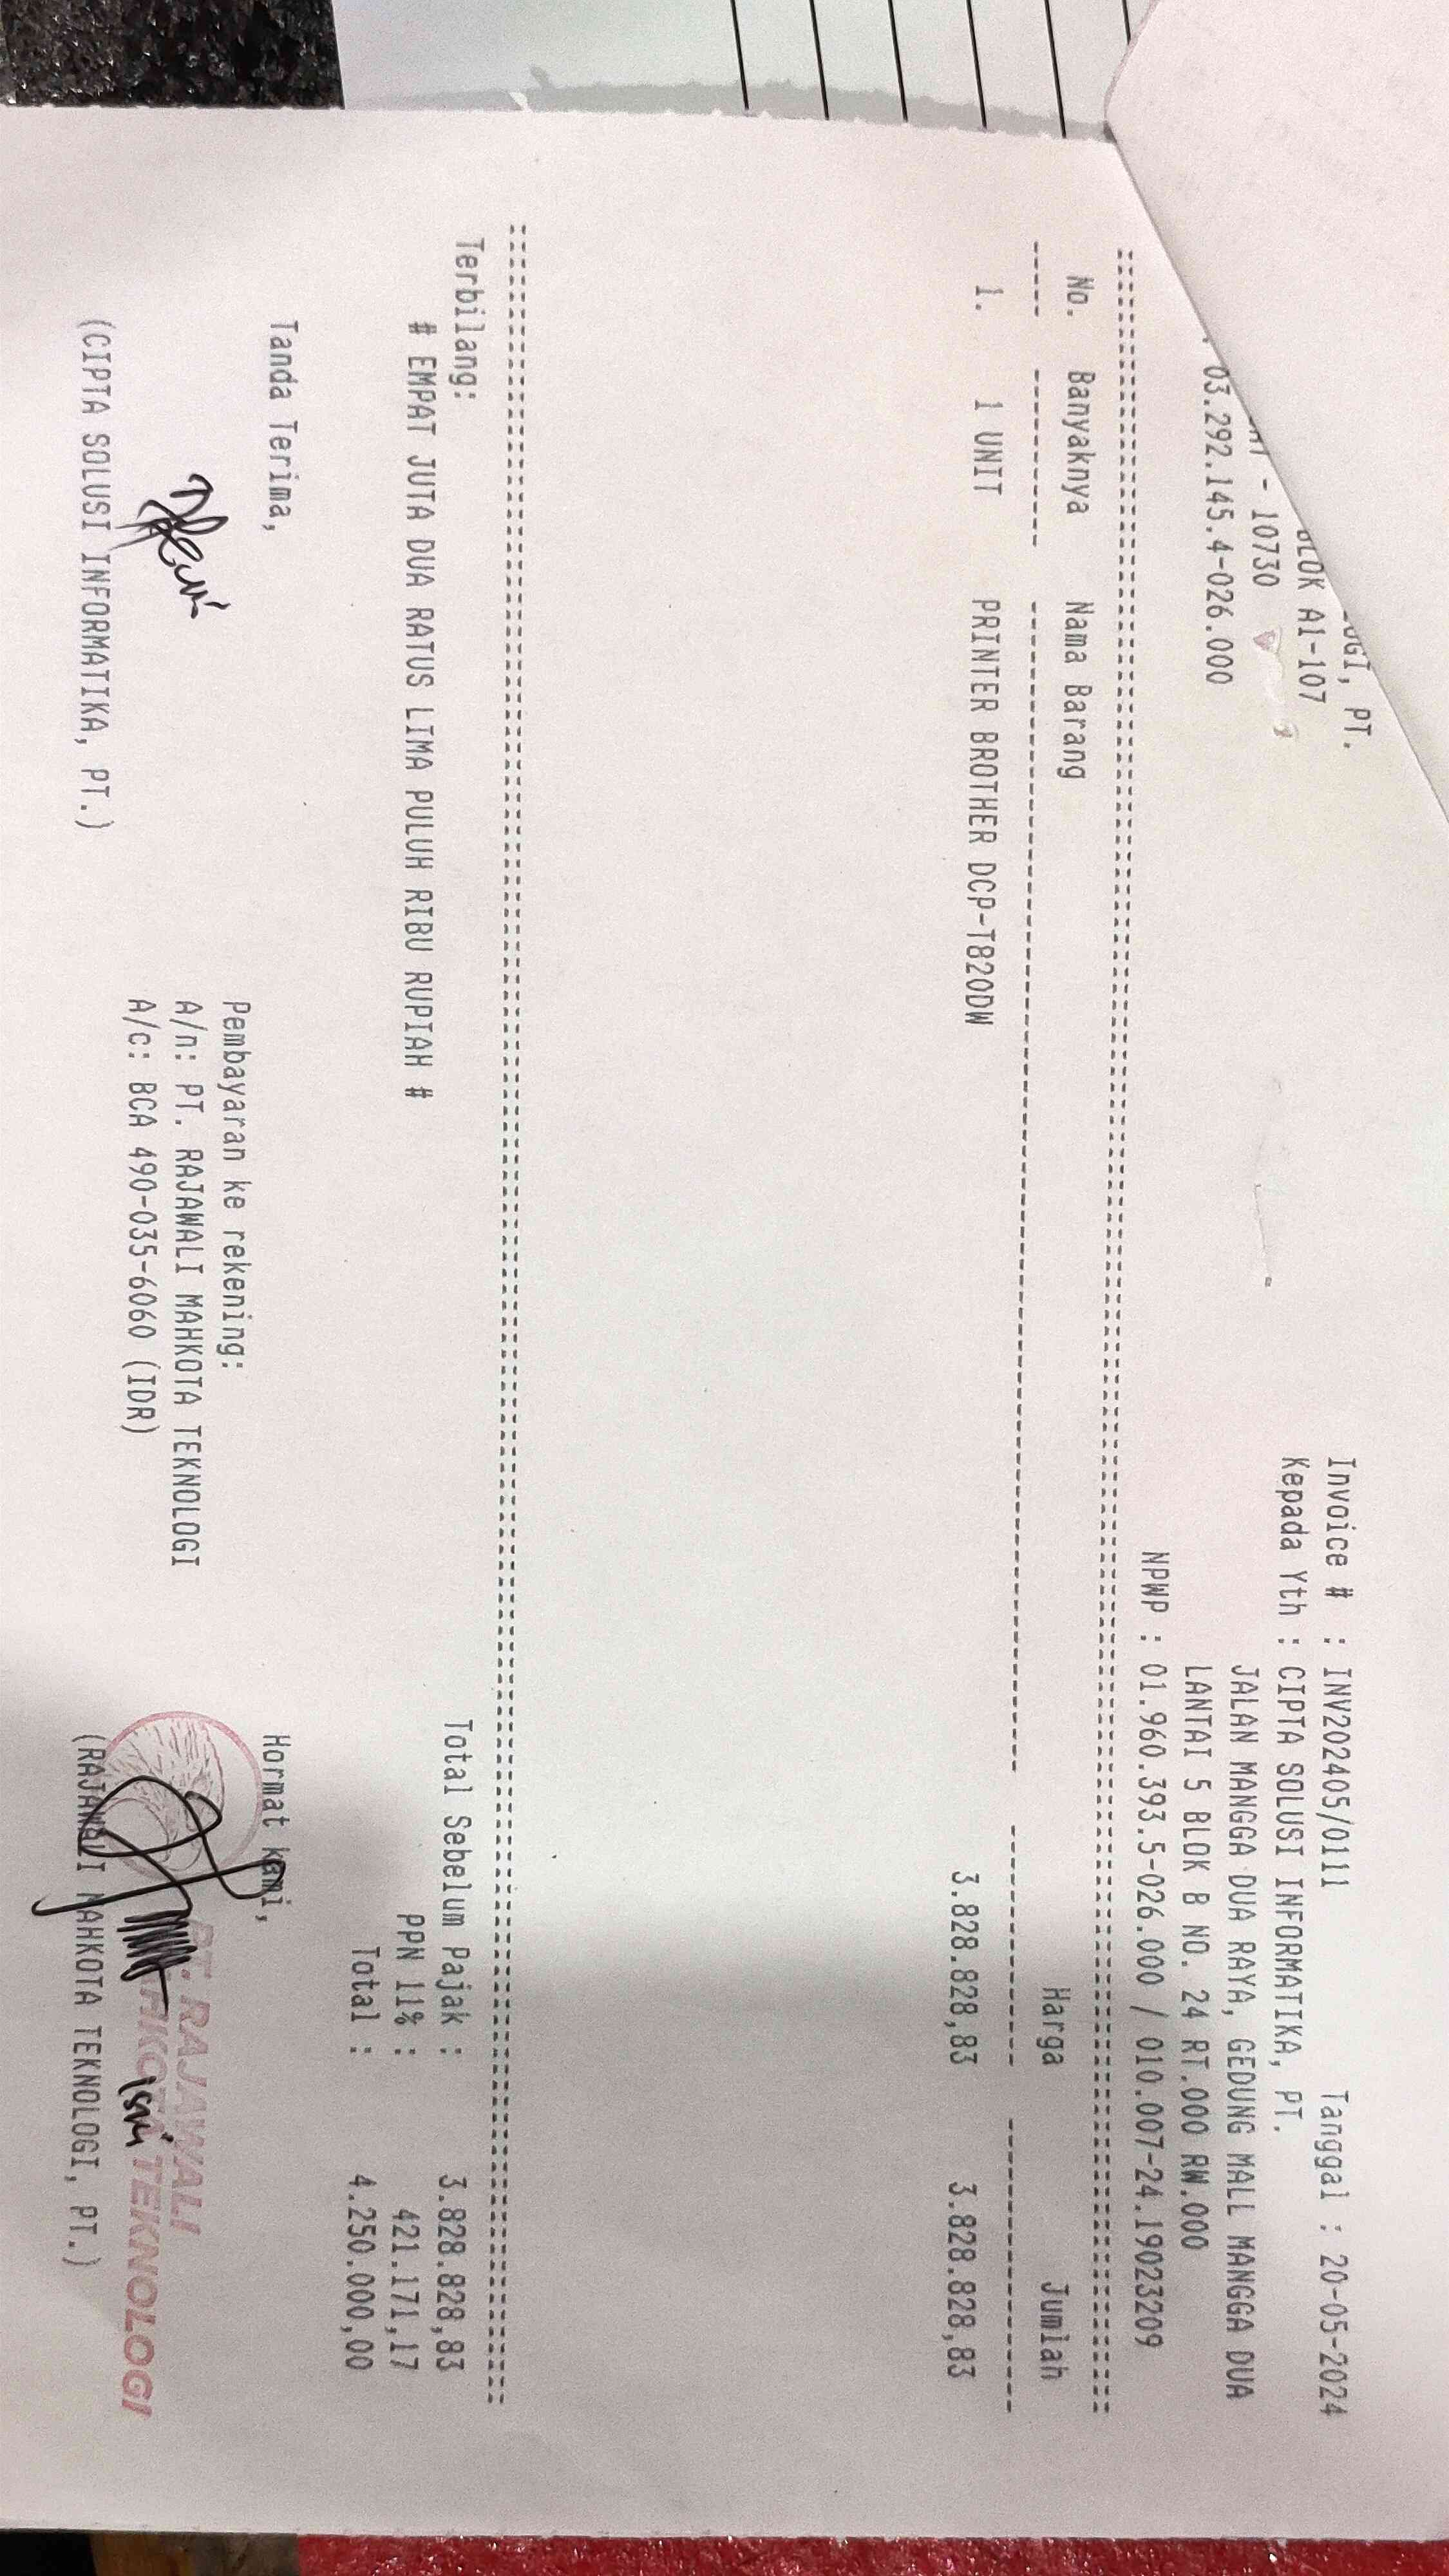 PT.
BLOK A1-107
- 10730
03.292.145.4-026.000
Invoice # : INV202405/0111 Tanggal : 20-05-2024
Kepada Yth : CIPTA SOLUSI INFORMATIKA, PT.
JALAN MANGGA DUA RAYA, GEDUNG MALL MANGGA DUA
LANTAI 5 BLOK B NO. 24 RT.000 RW.000
NPWP : 01.960.393.5-026.000 / 010.007-24.19023209
No. Banyaknya Nama Barang Harga Jumlah
1. 1 UNIT PRINTER BROTHER DCP-T820DW 3.828.828,83 3.828.828,83
Terbilang:
# EMPAT JUTA DUA RATUS LIMA PULUH RIBU RUPIAH #
Total Sebelum Pajak : 3.828.828,83
PPN 11% : 421.171,17
Total : 4.250.000,00
Tanda Terima,
(CIPTA SOLUSI INFORMATIKA, PT.)
Pembayaran ke rekening:
A/n: PT. RAJAWALI MAHKOTA TEKNOLOGI
A/c: BCA 490-035-6060 (IDR)
Hormat kami,
PT. RAJAWALI
MAHKOTA TEKNOLOGI
(RAJAWALI MAHKOTA TEKNOLOGI, PT.)